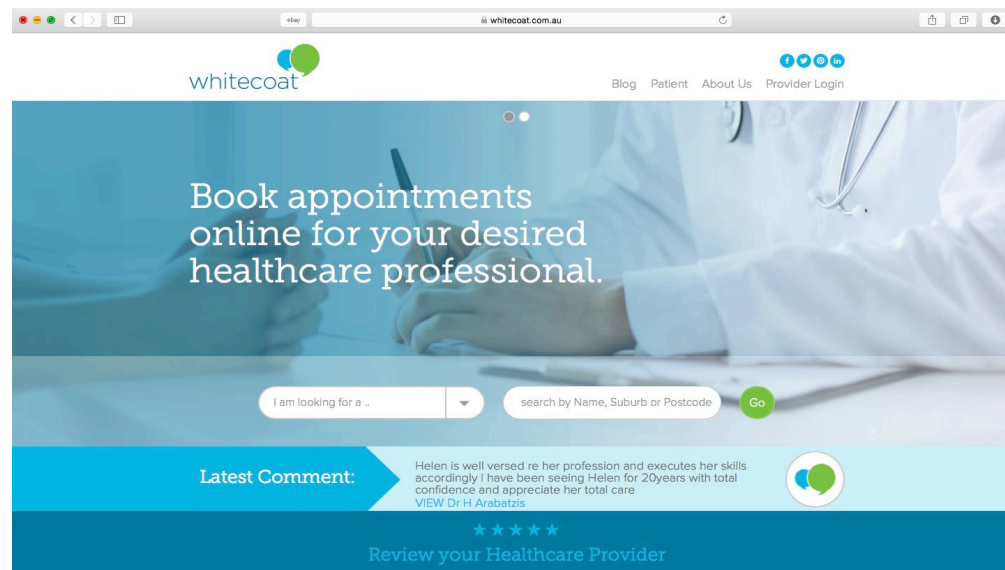 ebay
whitecoat.com.au
whitecoat
Blog Patient About Us Provider Login
Book appointments
online for your desired
healthcare professional.
I am looking for a ..
search by Name, Suburb or Postcode
Go
Latest Comment:
Helen is well versed re her profession and executes her skills
accordingly I have been seeing Helen for 20years with total
confidence and appreciate her total care
VIEW Dr H Arabatzis
Review your Healthcare Provider